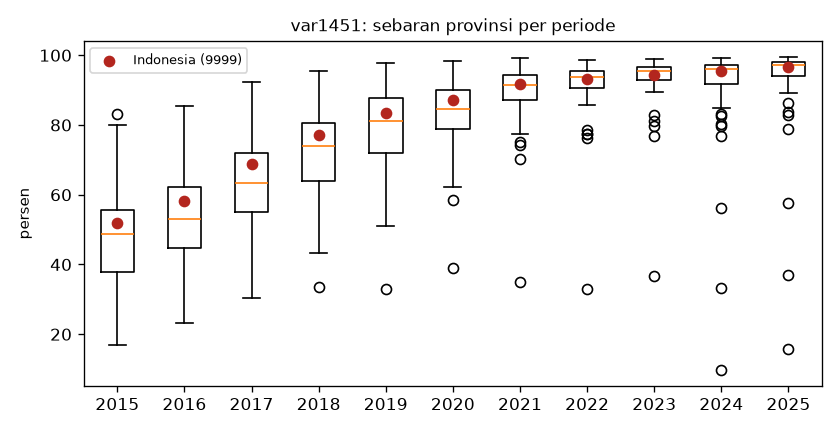 var1451: sebaran provinsi per periode
Indonesia (9999)
persen
100
80
60
40
20
2015 2016 2017 2018 2019 2020 2021 2022 2023 2024 2025